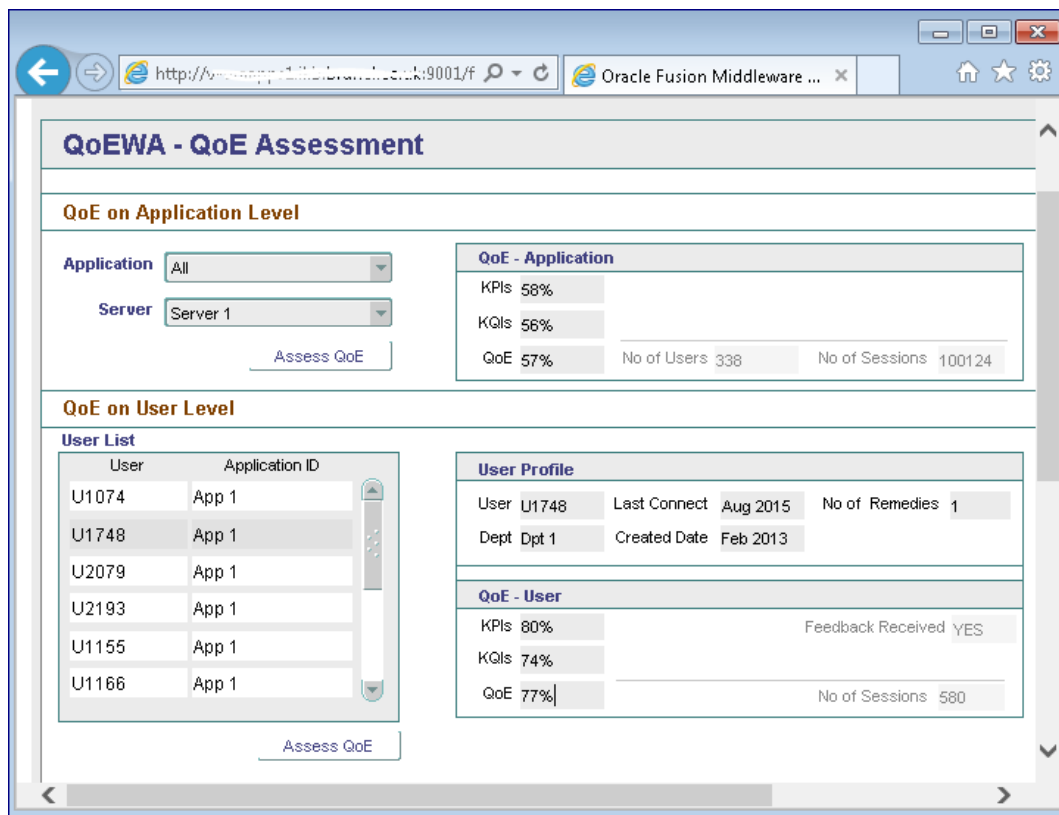 http://
:9001/f
Oracle Fusion Middleware ...
QoEWA - QoE Assessment
QoE on Application Level
Application All
Server Server 1
Assess QoE
QoE - Application
KPIs 58%
KQIs 56%
QoE 57% No of Users 338 No of Sessions 100124
QoE on User Level
User List
User Application ID
U1074 App 1
U1748 App 1
U2079 App 1
U2193 App 1
U1155 App 1
U1166 App 1
Assess QoE
User Profile
User U1748 Last Connect Aug 2015 No of Remedies 1
Dept Dpt 1 Created Date Feb 2013
QoE - User
KPIs 80% Feedback Received YES
KQIs 74%
QoE 77% No of Sessions 580